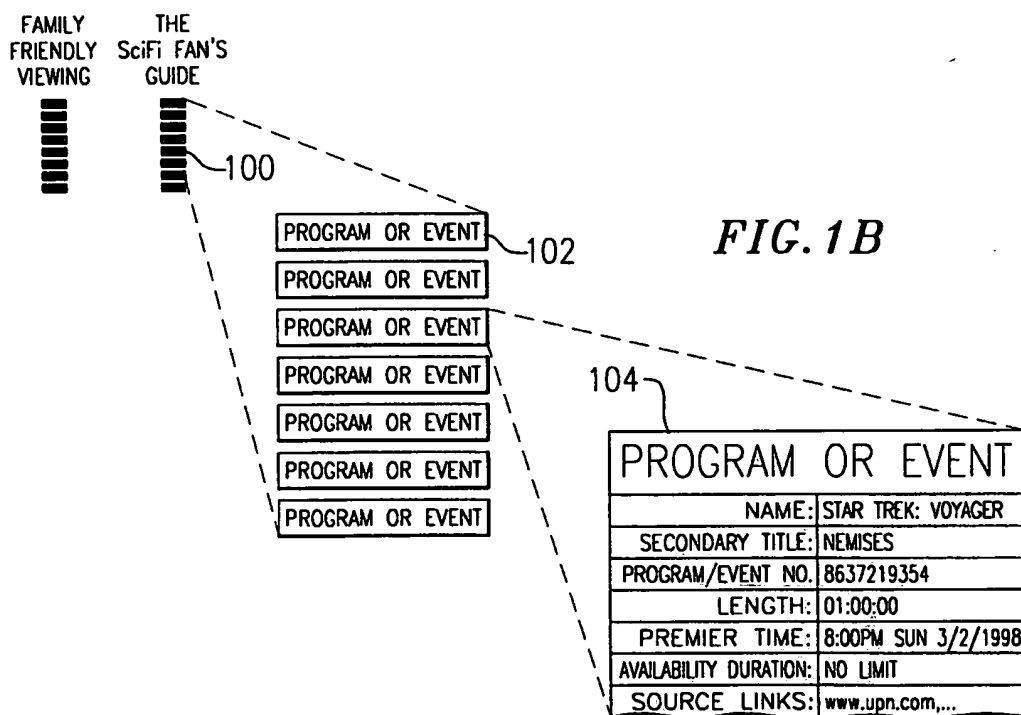 FAMILY
FRIENDLY
VIEWING
THE
SciFi FAN'S
GUIDE
100
PROGRAM OR EVENT
102
FIG. 1B
PROGRAM OR EVENT
PROGRAM OR EVENT
PROGRAM OR EVENT
PROGRAM OR EVENT
PROGRAM OR EVENT
PROGRAM OR EVENT
104
PROGRAM OR EVENT
NAME: STAR TREK: VOYAGER
SECONDARY TITLE: NEMISES
PROGRAM/EVENT NO. 8637219354
LENGTH: 01:00:00
PREMIER TIME: 8:00PM SUN 3/2/1998
AVAILABILITY DURATION: NO LIMIT
SOURCE LINKS: www.upn.com,...